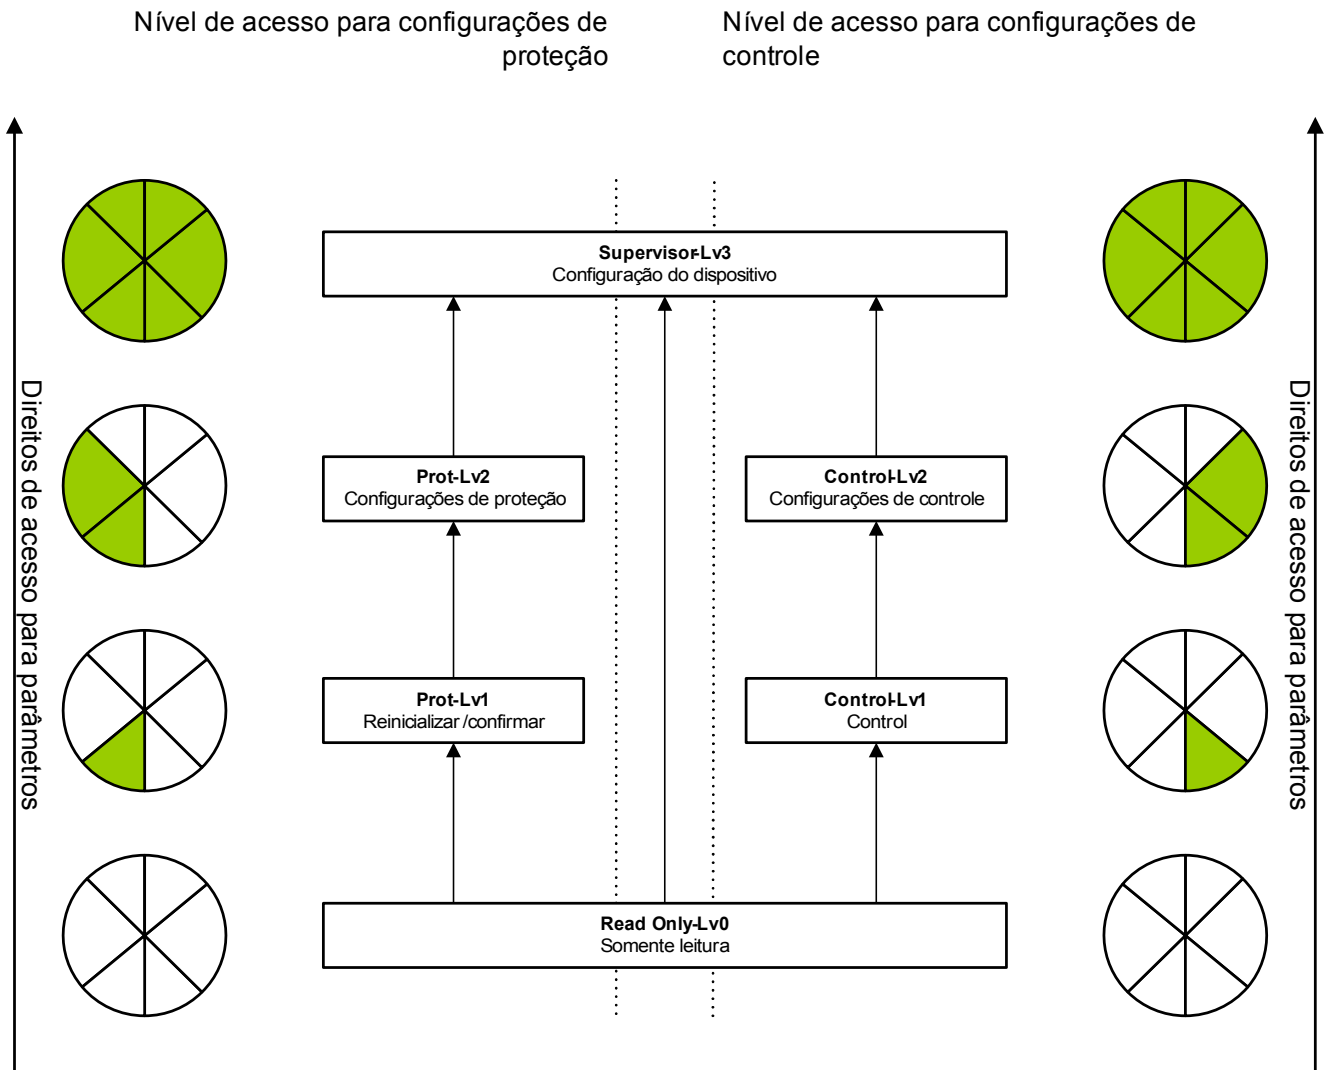 Nível de acesso para configurações de
proteção
Nível de acesso para configurações de
controle
Supervisor-Lv3
Configuração do dispositivo
Direitos de acesso para parâmetros
Direitos de acesso para parâmetros
Prot-Lv2
Configurações de proteção
Control-Lv2
Configurações de controle
Prot-Lv1
Reinicializar/confirmar
Control-Lv1
Control
Read Only-Lv0
Somente leitura